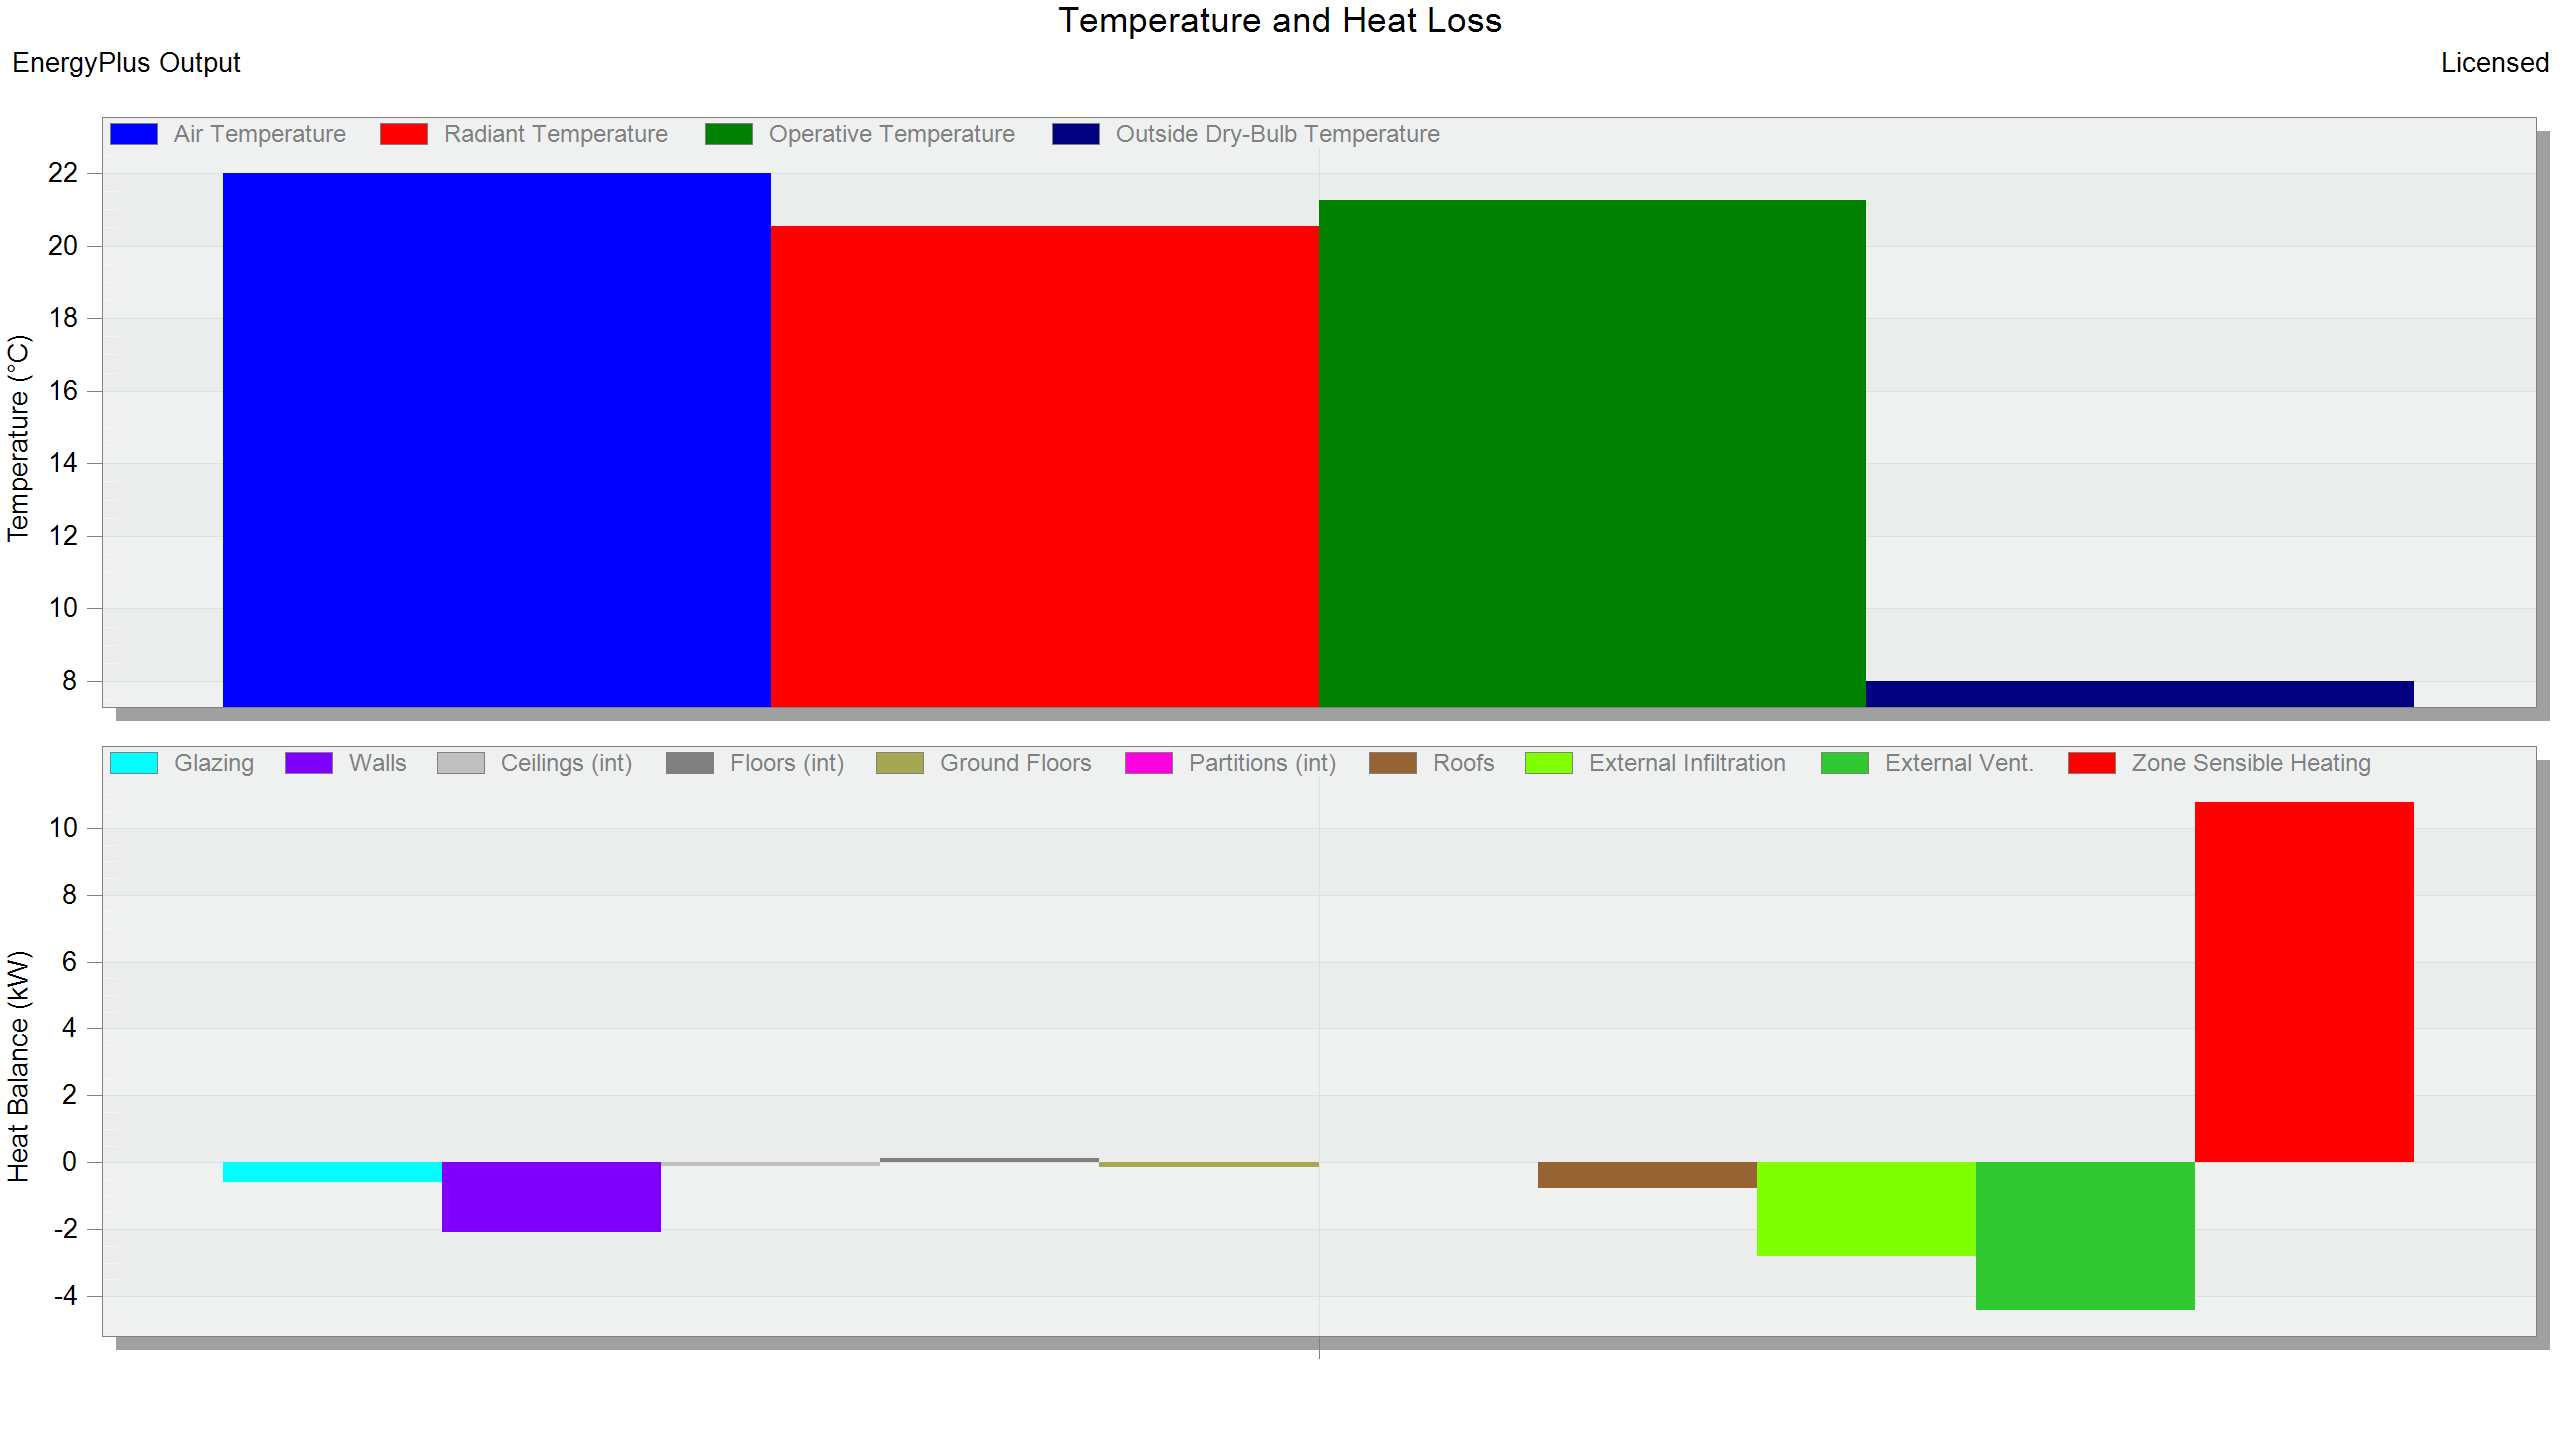 Temperature and Heat Loss
EnergyPlus Output
Licensed
Air Temperature Radiant Temperature Operative Temperature Outside Dry-Bulb Temperature
Temperature (°C)
22
20
18
16
14
12
10
8
Glazing Walls Ceilings (int) Floors (int) Ground Floors Partitions (int) Roofs External Infiltration External Vent. Zone Sensible Heating
Heat Balance (kW)
10
8
6
4
2
0
-2
-4